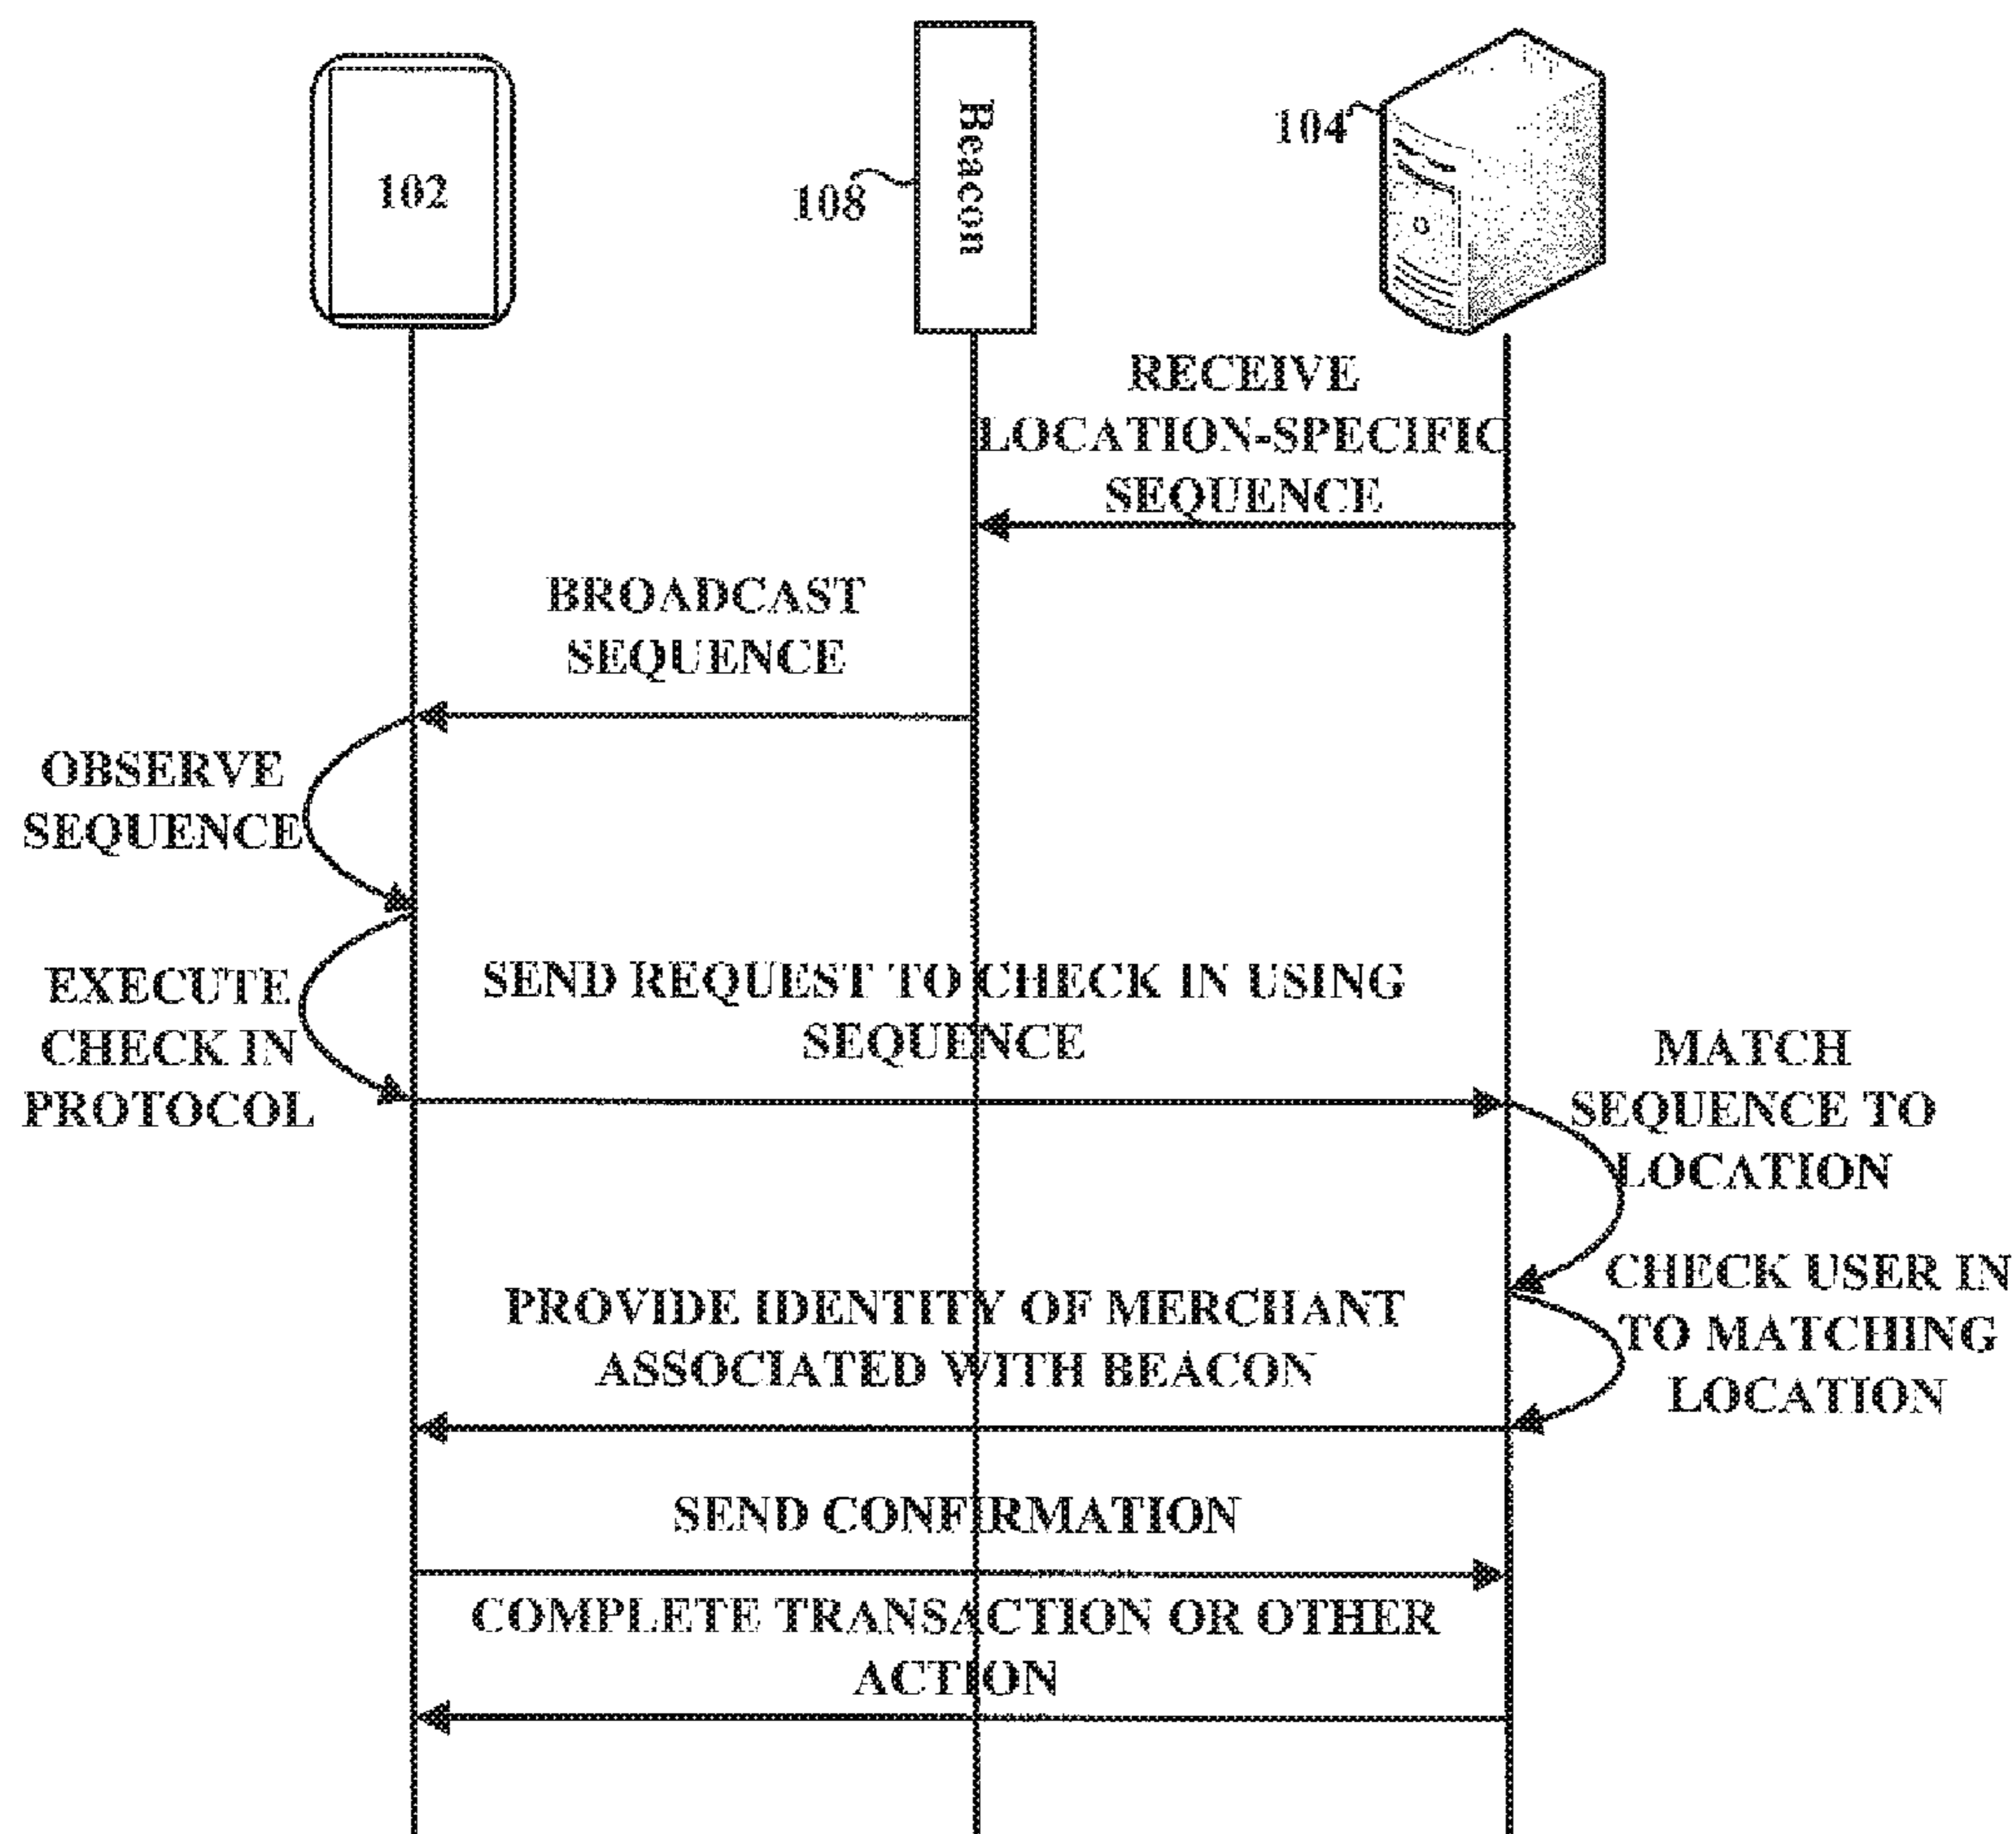 102
108
Beacon
104
RECEIVE
LOCATION-SPECIFIC
SEQUENCE
BROADCAST
SEQUENCE
OBSERVE
SEQUENCE
EXECUTE
CHECK IN
PROTOCOL
SEND REQUEST TO CHECK IN USING
SEQUENCE
MATCH
SEQUENCE TO
LOCATION
CHECK USER IN
TO MATCHING
LOCATION
PROVIDE IDENTITY OF MERCHANT
ASSOCIATED WITH BEACON
SEND CONFIRMATION
COMPLETE TRANSACTION OR OTHER
ACTION